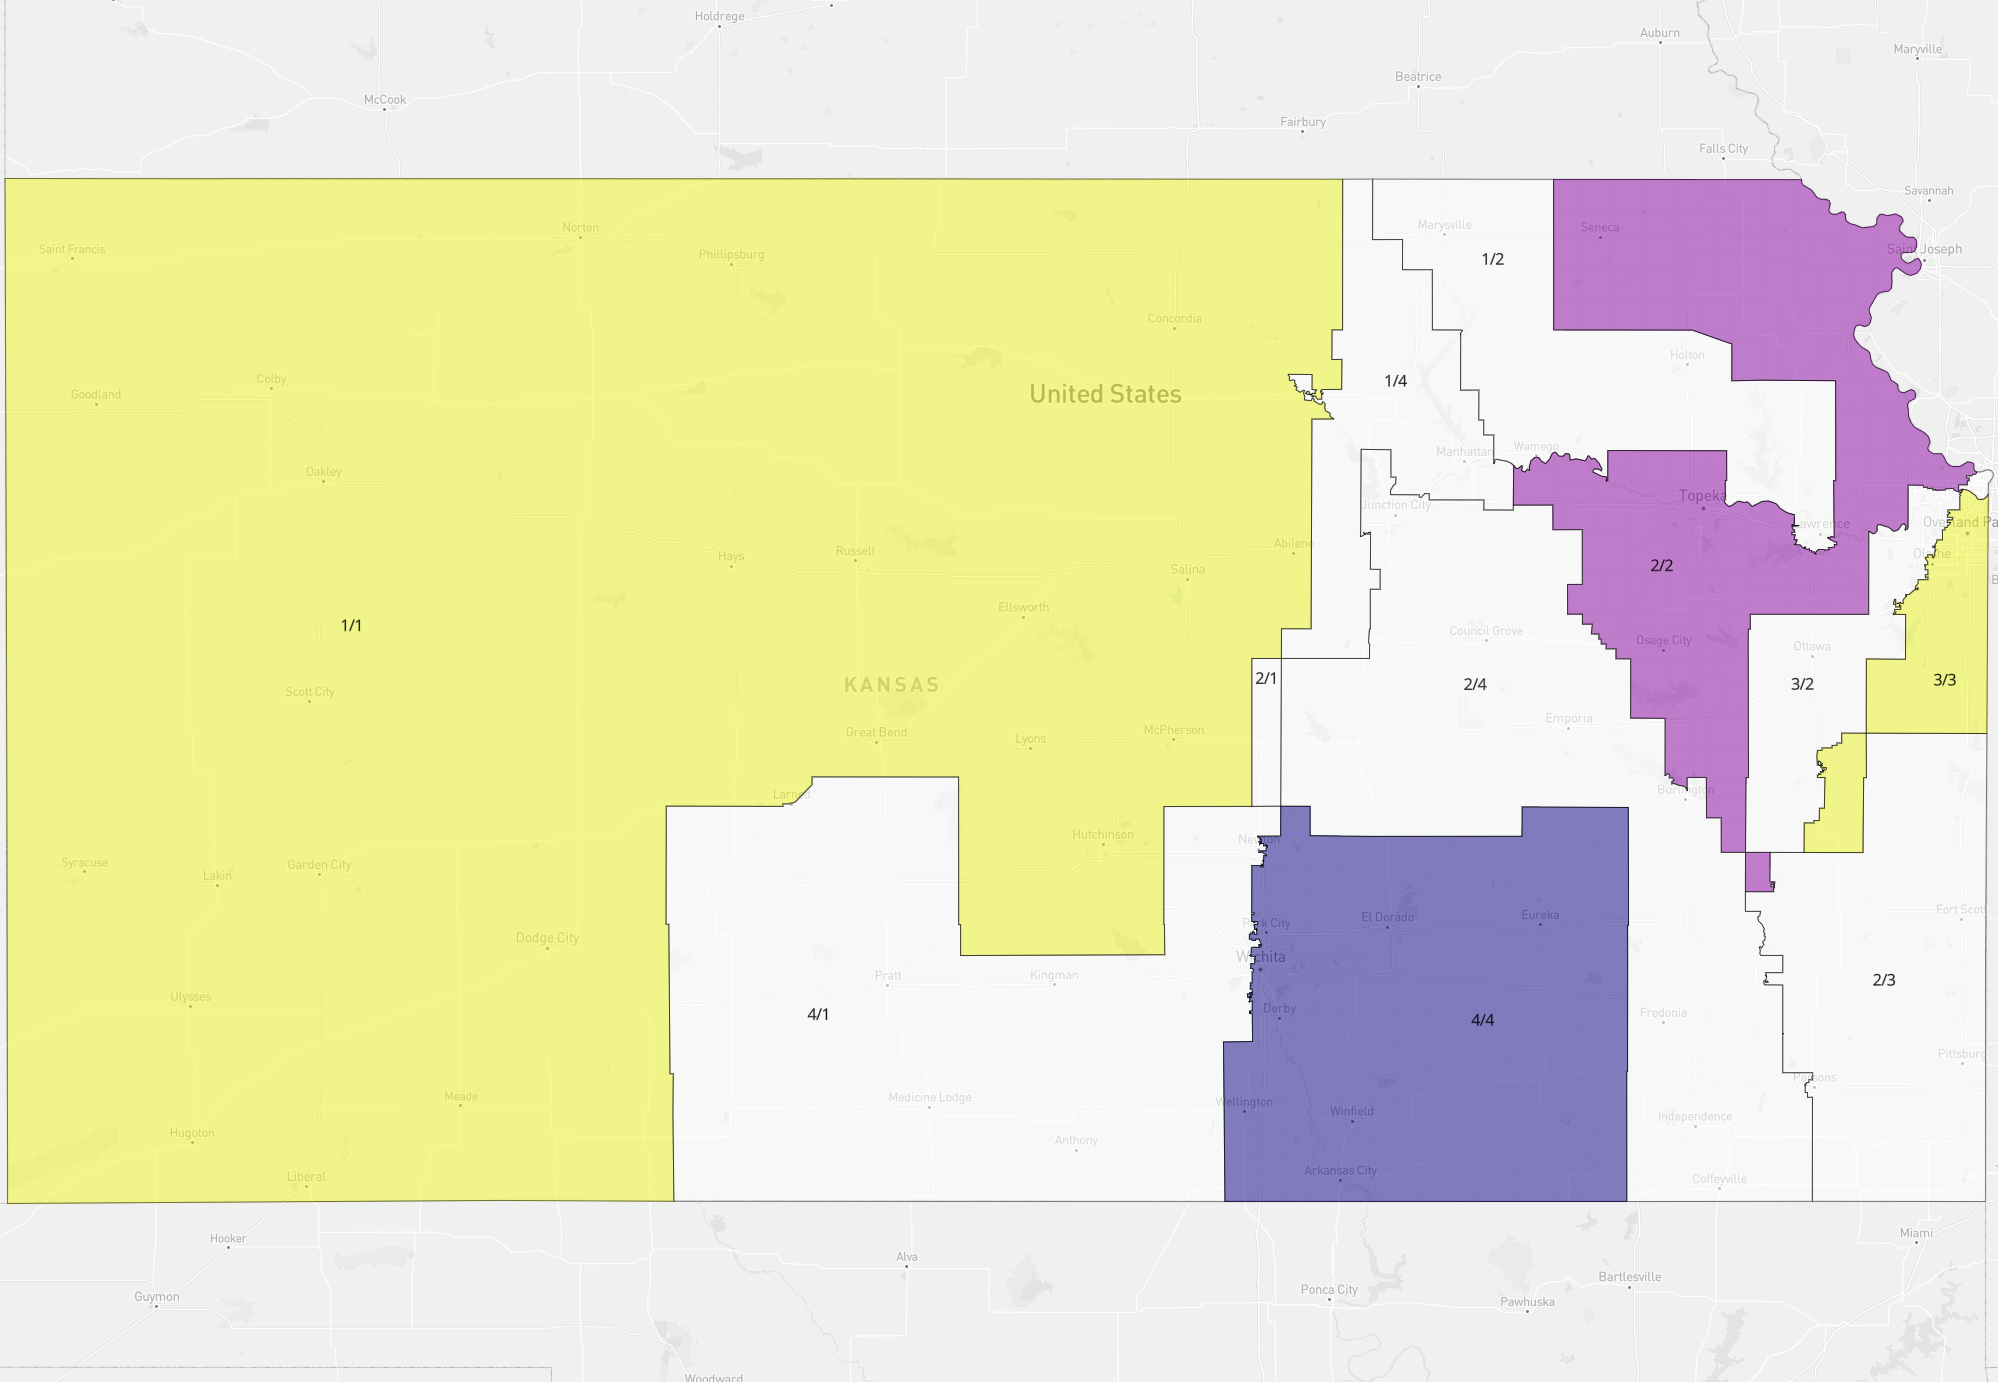 Holdrege
Auburn
Maryville
Beatrice
McCook
Fairbury
Falls City
Savannah
Norton
Marysville
Seneca
Saint Joseph
Saint Francis
Phillipsburg
1/2
Concordia
Holton
Colby
1/4
Goodland
United States
Wamego
Manhattan
Oakley
Topeka
Junction City
Lawrence
Overland Pa
Abilene
Hays
Russell
Olathe
Salina
2/2
Ellsworth
1/1
Council Grove
Osage City
Ottawa
Scott City
KANSAS
2/1
2/4
3/2
3/3
Emporia
Great Bend
Lyons
McPherson
Larned
Burlington
Hutchinson
Newton
Syracuse
Garden City
Lakin
Park City
El Dorado
Eureka
Fort Scott
Dodge City
Wichita
Pratt
Kingman
2/3
Ulysses
Derby
4/1
4/4
Fredonia
Pittsburg
Parsons
Meade
Medicine Lodge
Wellington
Winfield
Independence
Hugoton
Anthony
Liberal
Arkansas City
Coffeyville
Hooker
Alva
Miami
Ponca City
Bartlesville
Guymon
Pawhuska
Woodward